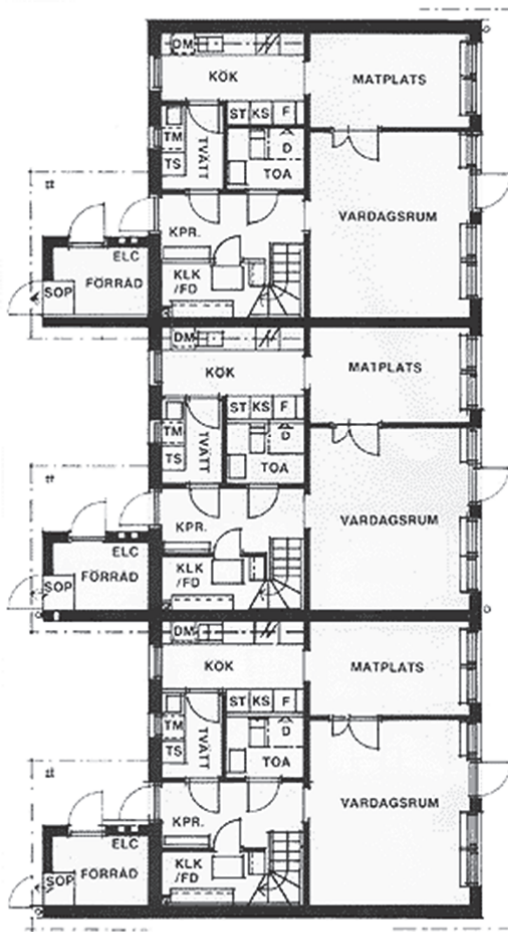 DM
KÖK
MATPLATS
ST KS F
TM
TS
TVÄTT
D
TOA
KPR.
VARDAGSRUM
ELC
FÖRRÅD
SOP
KLK
/FD
DM
KÖK
MATPLATS
ST KS F
TM
TS
TVÄTT
D
TOA
KPR.
VARDAGSRUM
ELC
FÖRRÅD
SOP
KLK
/FD
DM
KÖK
MATPLATS
ST KS F
TM
TS
TVÄTT
D
TOA
KPR.
VARDAGSRUM
ELC
FÖRRÅD
SOP
KLK
/FD